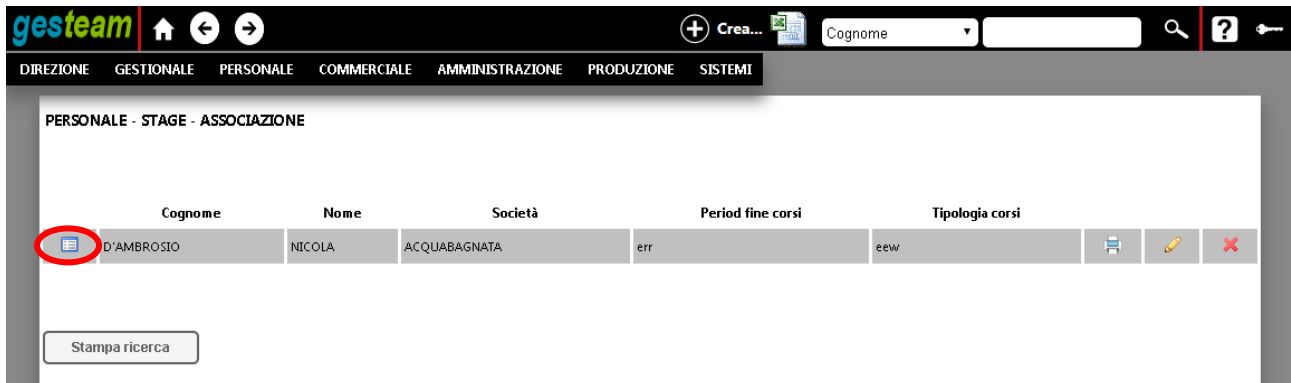 gesteam Crea... Cognome ?
DIREZIONE GESTIONALE PERSONALE COMMERCIALE AMMINISTRAZIONE PRODUZIONE SISTEMI
PERSONALE - STAGE - ASSOCIAZIONE
Cognome Nome Società Period fine corsi Tipologia corsi
D'AMBROSIO NICOLA ACQUABAGNATA err eew
Stampa ricerca